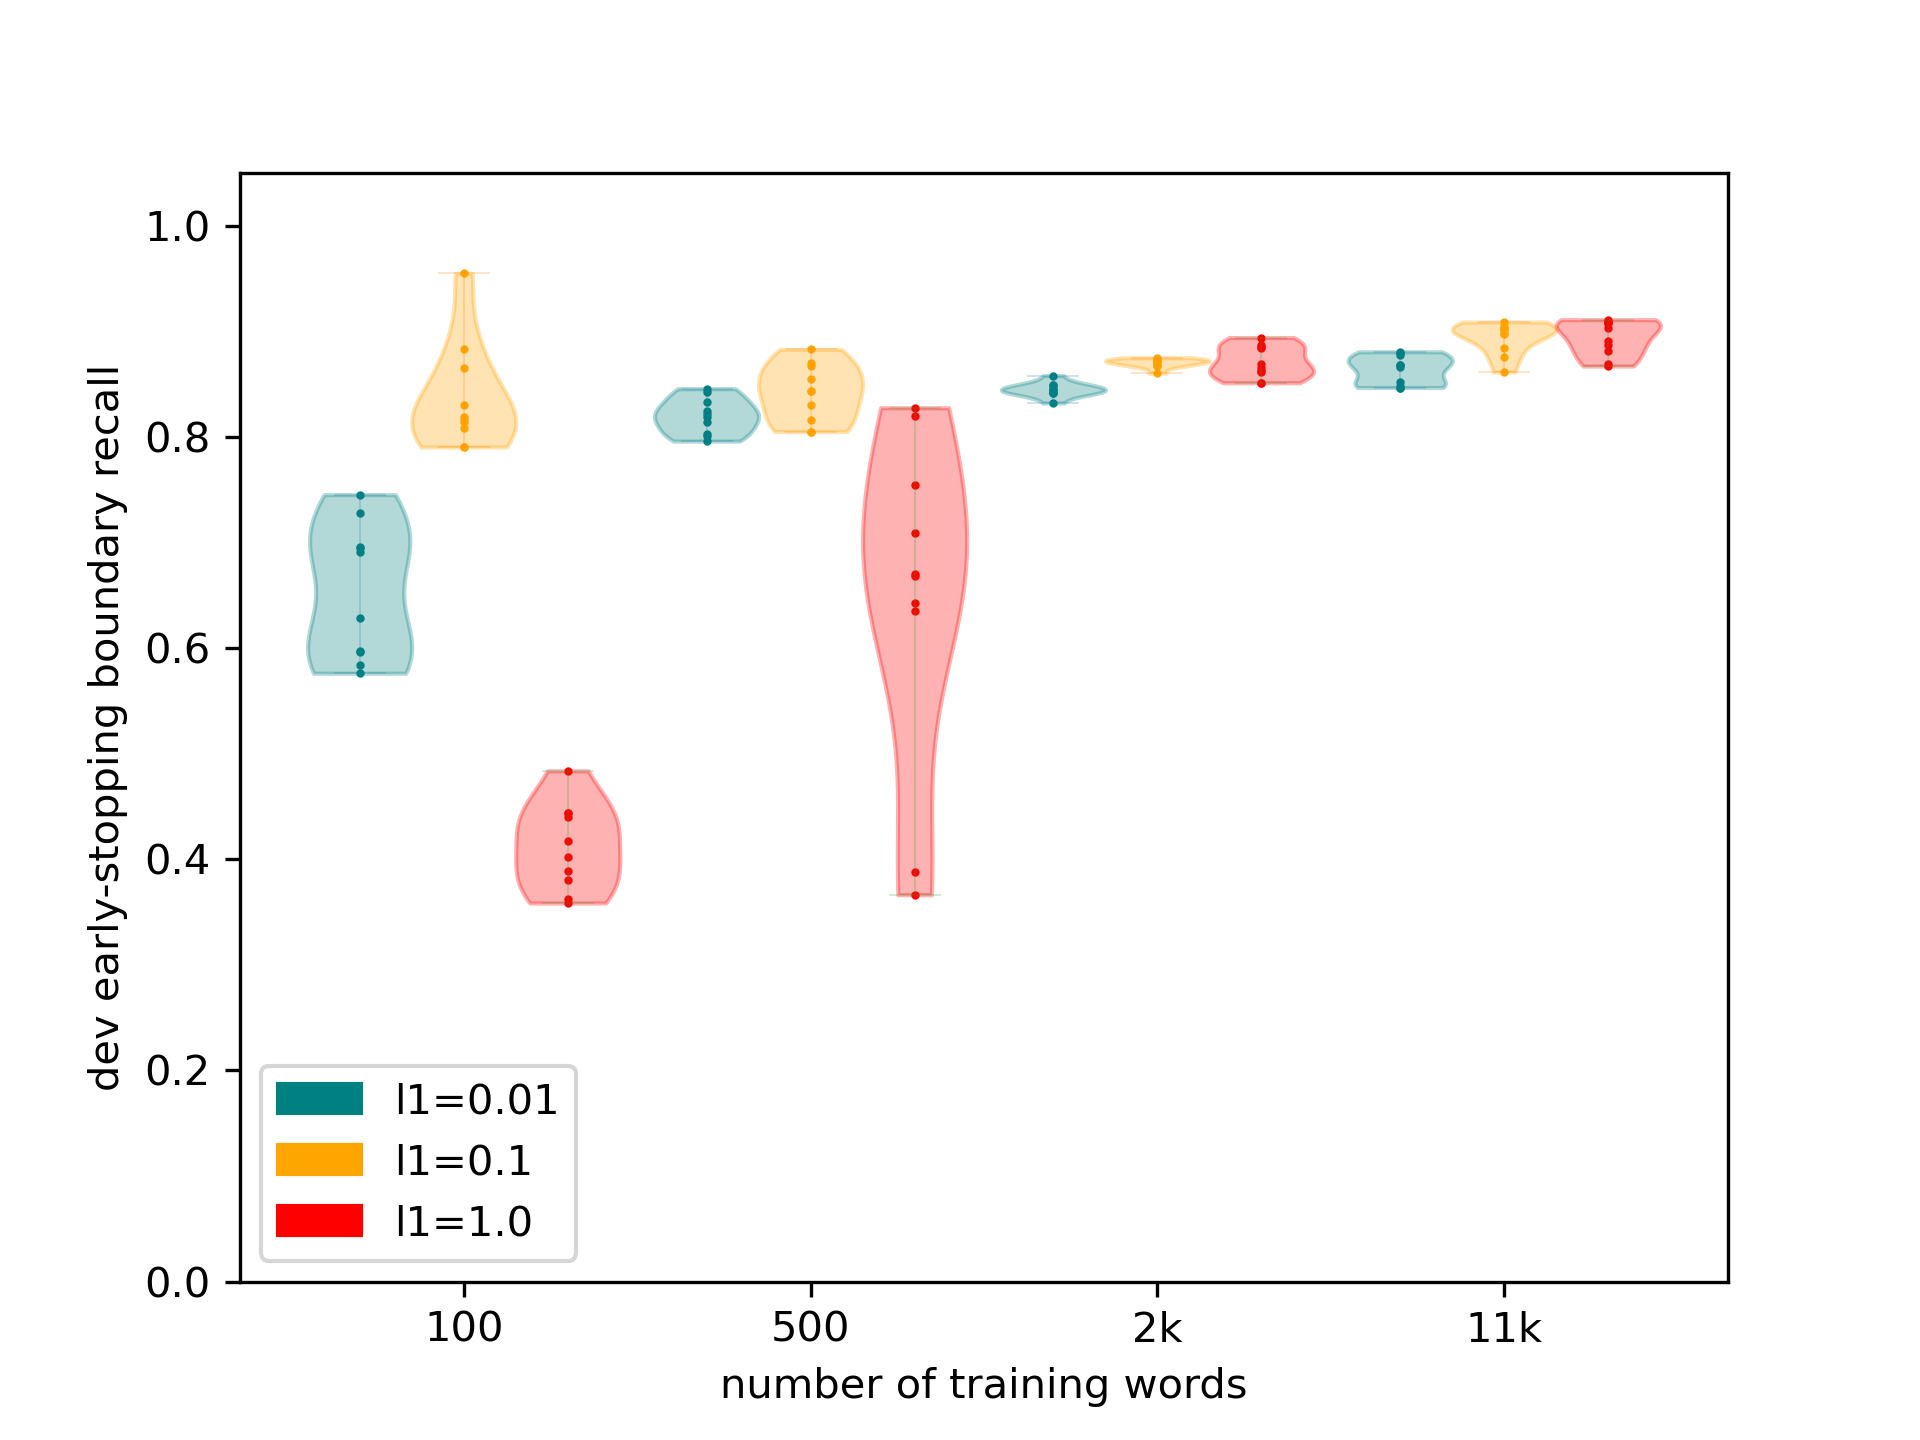 dev early-stopping boundary recall
1.0
0.8
0.6
0.4
0.2
0.0
l1=0.01
l1=0.1
l1=1.0
100 500 2k 11k
number of training words